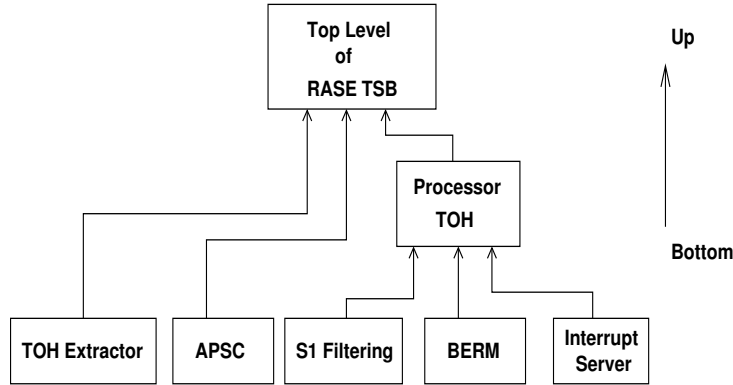 Top Level
of
RASE TSB
Up
Processor
TOH
Bottom
TOH Extractor
APSC
S1 Filtering
BERM
Interrupt
Server